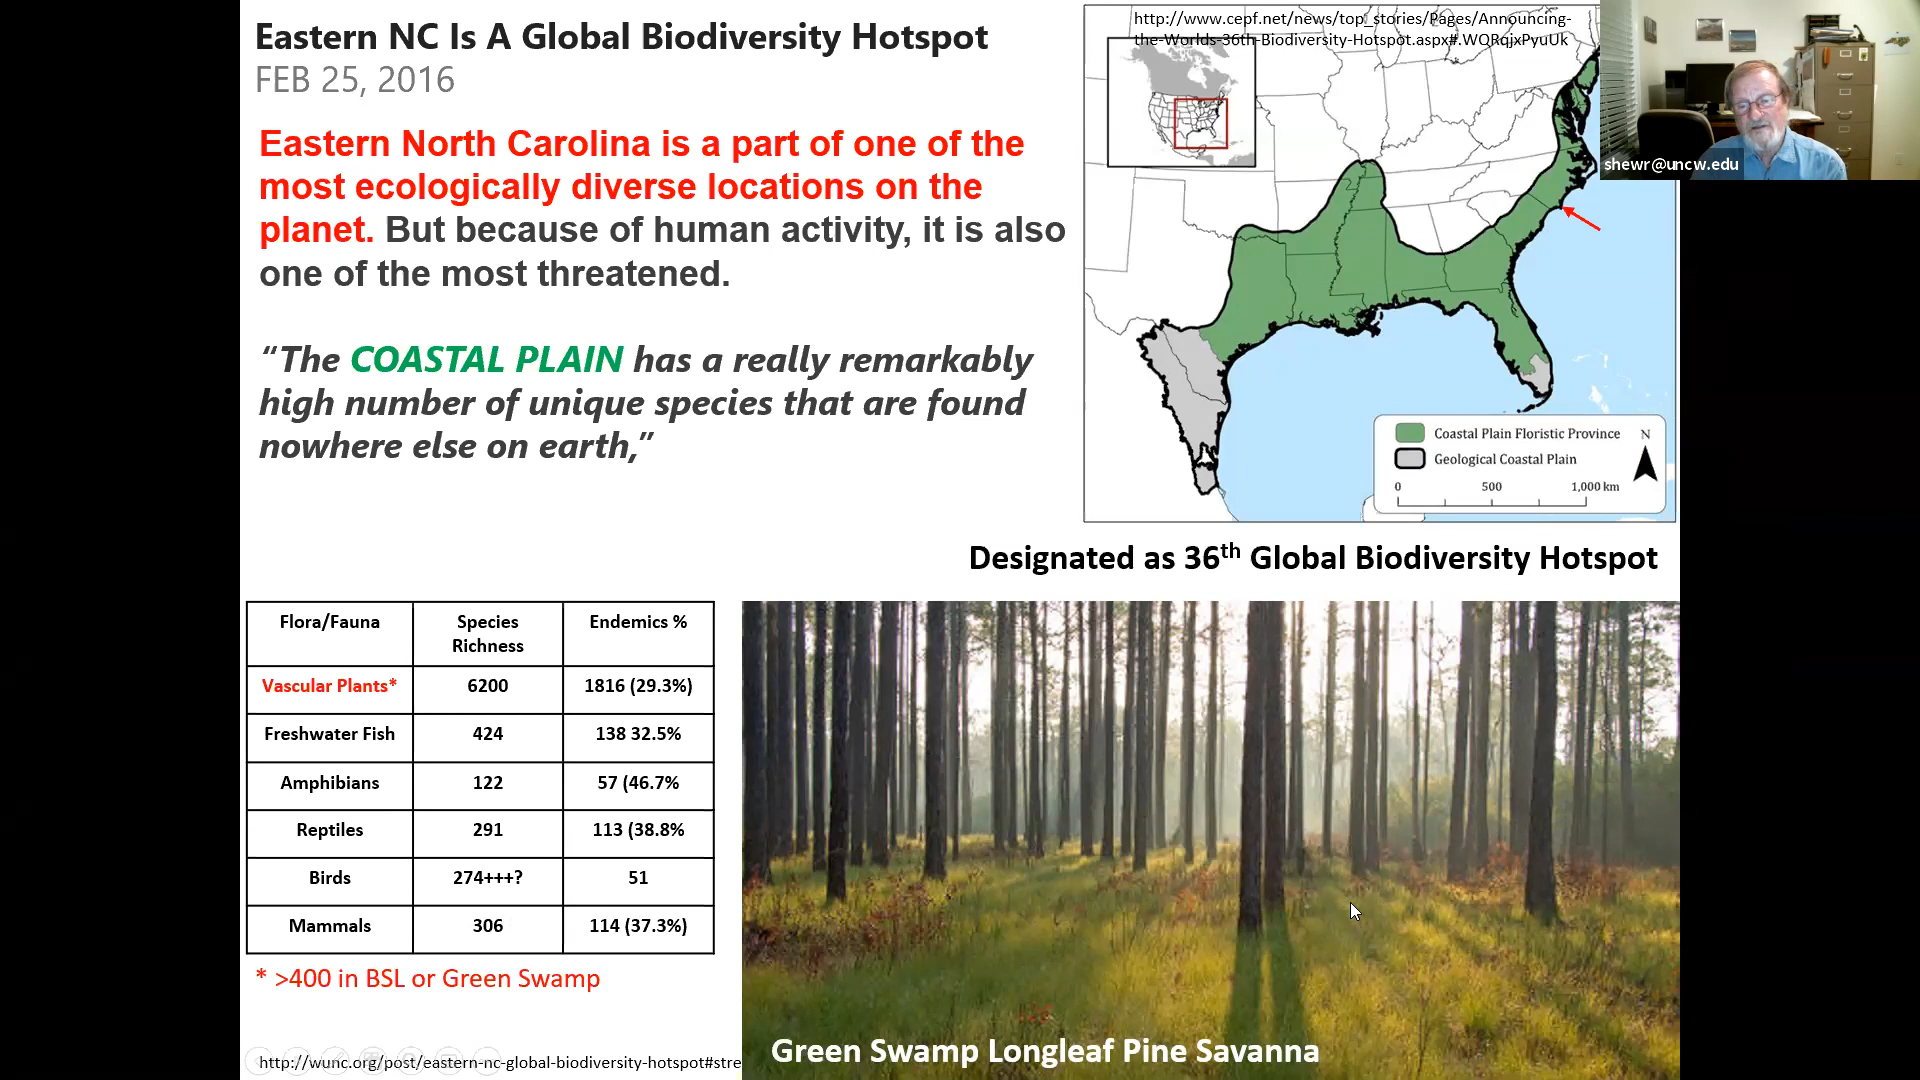 Eastern NC Is A Global Biodiversity Hotspot
FEB 25, 2016
Eastern North Carolina is a part of one of the
most ecologically diverse locations on the
planet. But because of human activity, it is also
one of the most threatened.
“The COASTAL PLAIN has a really remarkably
high number of unique species that are found
nowhere else on earth,”
http://www.cepf.net/news/top_stories/Pages/Announcing-
the-Worlds-36th-Biodiversity-Hotspot.aspx#.WQRqjxPyuUk
shewr@uncw.edu
Coastal Plain Floristic Province
Geological Coastal Plain
N
0 500 1,000 km
Designated as 36th Global Biodiversity Hotspot
Flora/Fauna Species Richness Endemics %
Vascular Plants* 6200 1816 (29.3%)
Freshwater Fish 424 138 32.5%
Amphibians 122 57 (46.7%
Reptiles 291 113 (38.8%
Birds 274+++? 51
Mammals 306 114 (37.3%)
* >400 in BSL or Green Swamp
http://wunc.org/post/eastern-nc-global-biodiversity-hotspot#stre
Green Swamp Longleaf Pine Savanna